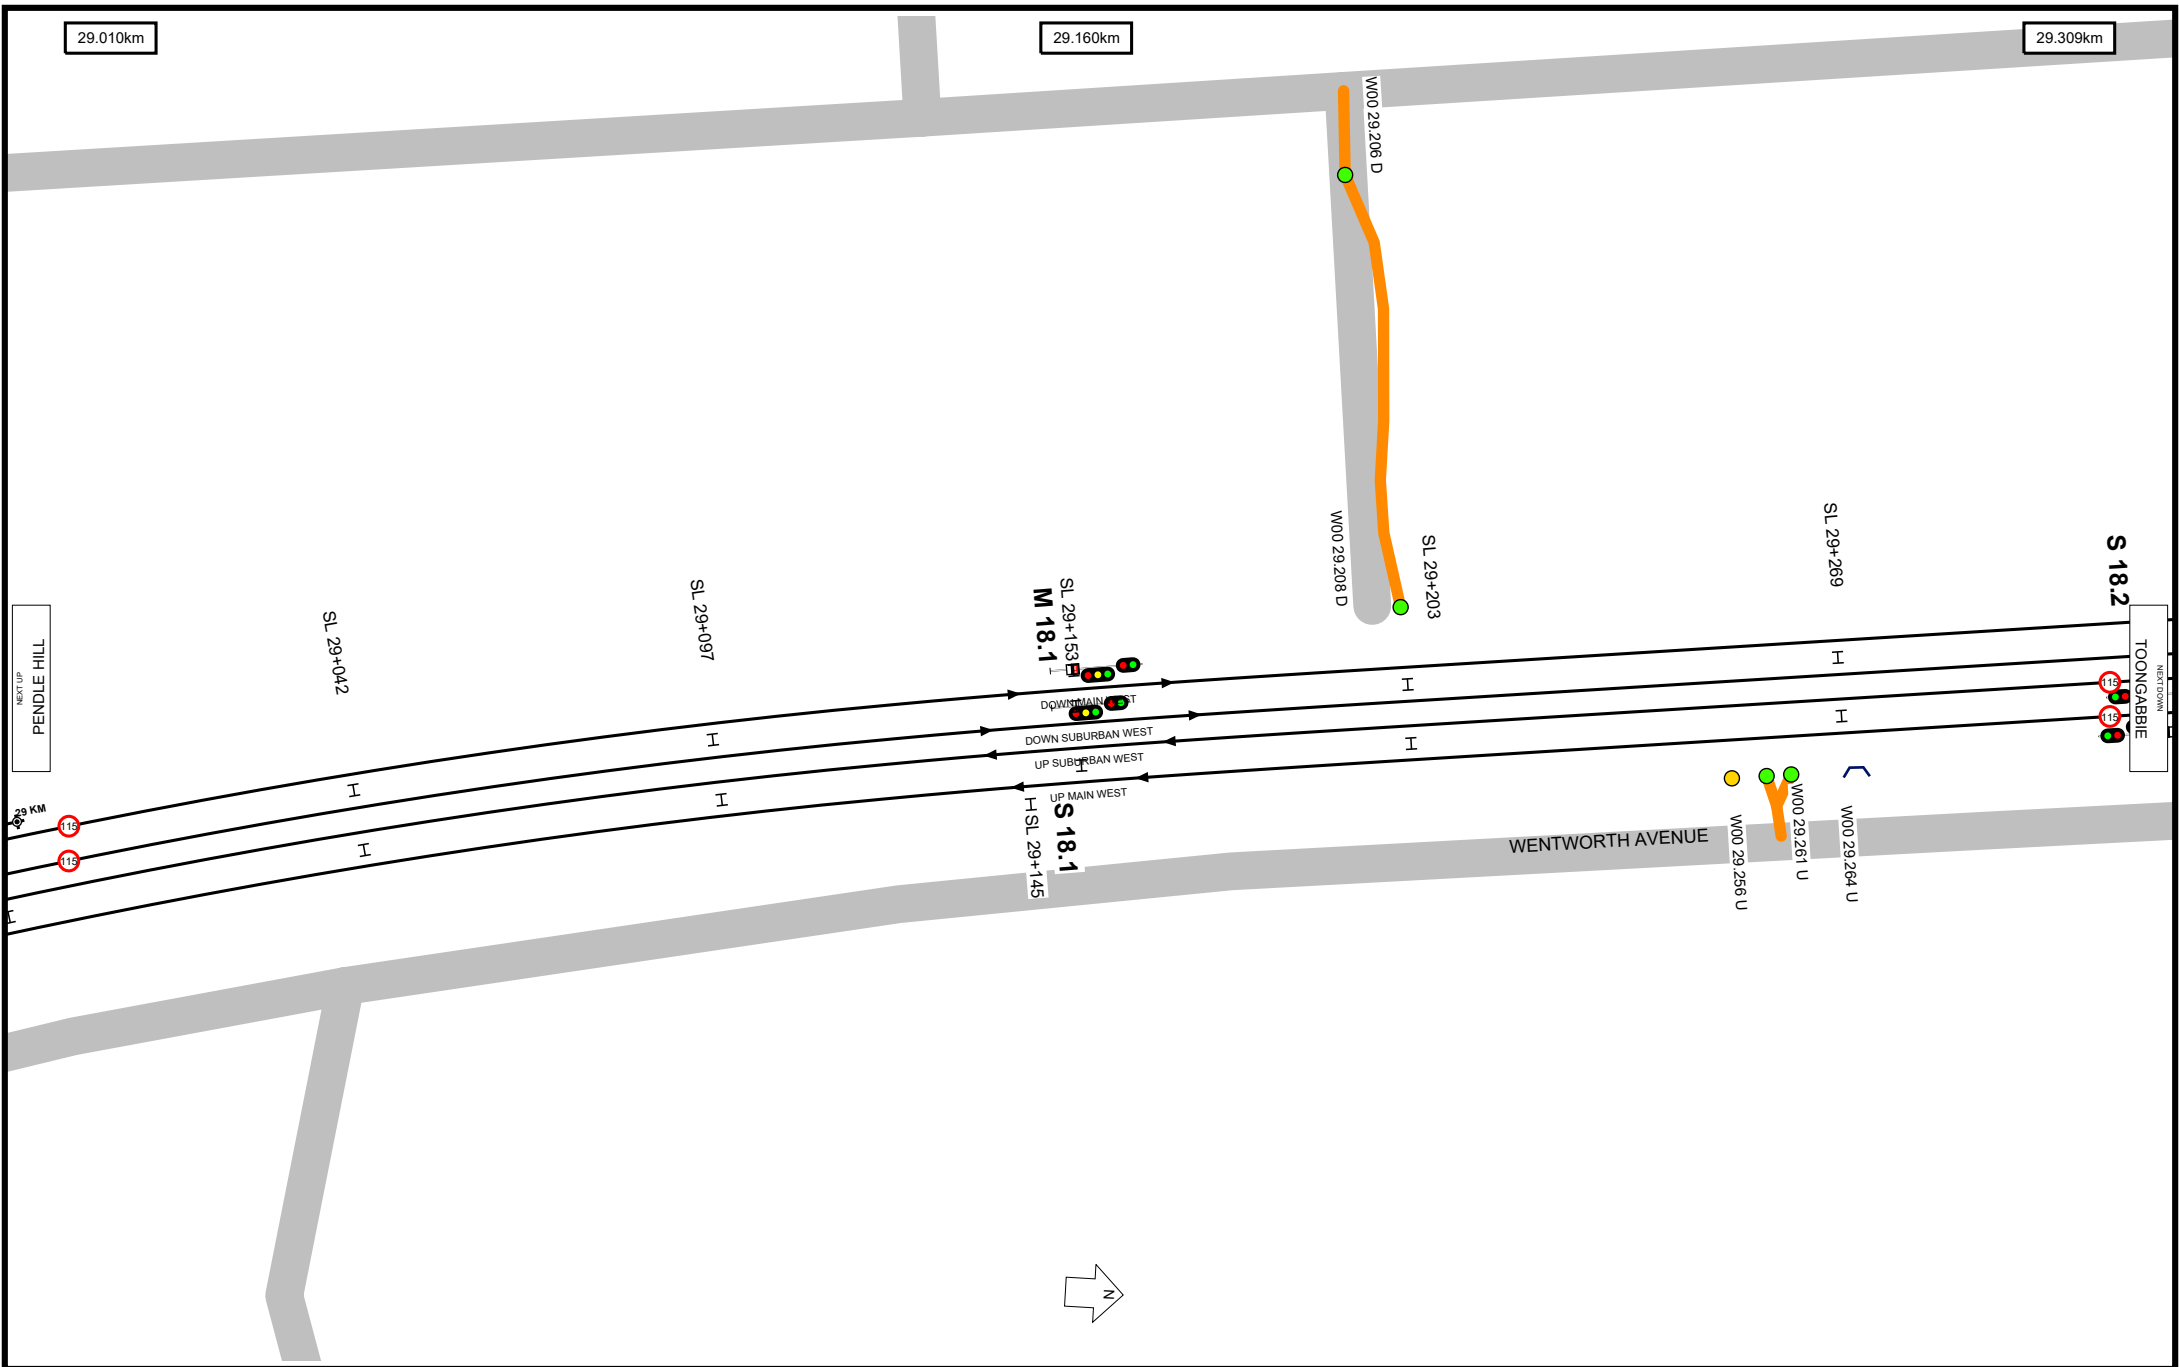 29.010km
29.160km
29.309km
W00 29.206 D
W00 29.208 D
SL 29+203
SL 29+269
S 18.2
SL 29+042
SL 29+097
M 18.1
SL 29+153
NEXT UP
PENDLE HILL
TOONGABBIE
NEXT DOWN
DOWN MAIN WEST
DOWN SUBURBAN WEST
UP SUBURBAN WEST
UP MAIN WEST
29 KM
115
115
115
115
S 18.1
SL 29+145
WENTWORTH AVENUE
W00 29.256 U
W00 29.261 U
W00 29.264 U
N